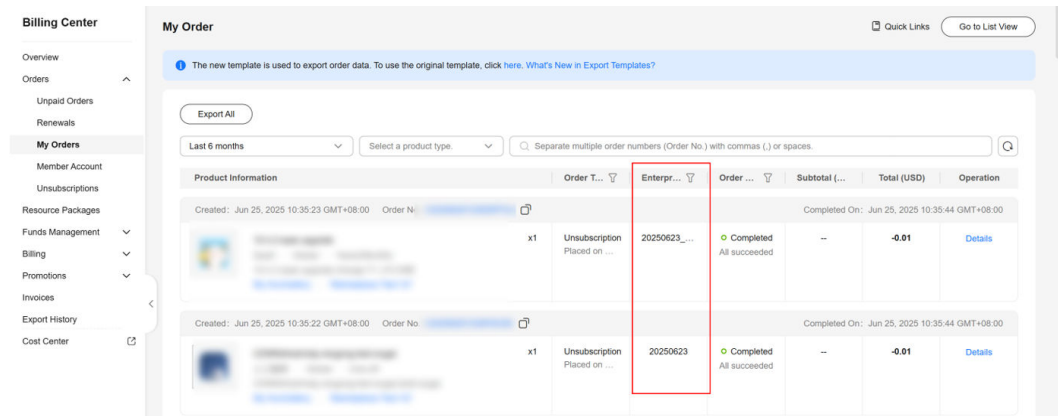 Billing Center
Overview
Orders
Unpaid Orders
Renewals
My Orders
Member Account
Unsubscriptions
Resource Packages
Funds Management
Billing
Promotions
Invoices
Export History
Cost Center
My Order
Quick Links
Go to List View
The new template is used to export order data. To use the original template, click here. What's New in Export Templates?
Export All
Last 6 months Select a product type. Separate multiple order numbers (Order No.) with commas (,) or spaces.
Product Information Order T... Enterpr... Order ... Subtotal (... Total (USD) Operation
Created: Jun 25, 2025 10:35:23 GMT+08:00 Order N Completed On: Jun 25, 2025 10:35:44 GMT+08:00
x1 Unsubscription 20250623_... Completed -- -0.01 Details
Placed on ... All succeeded
Created: Jun 25, 2025 10:35:22 GMT+08:00 Order No Completed On: Jun 25, 2025 10:35:44 GMT+08:00
x1 Unsubscription 20250623 Completed -- -0.01 Details
Placed on ... All succeeded